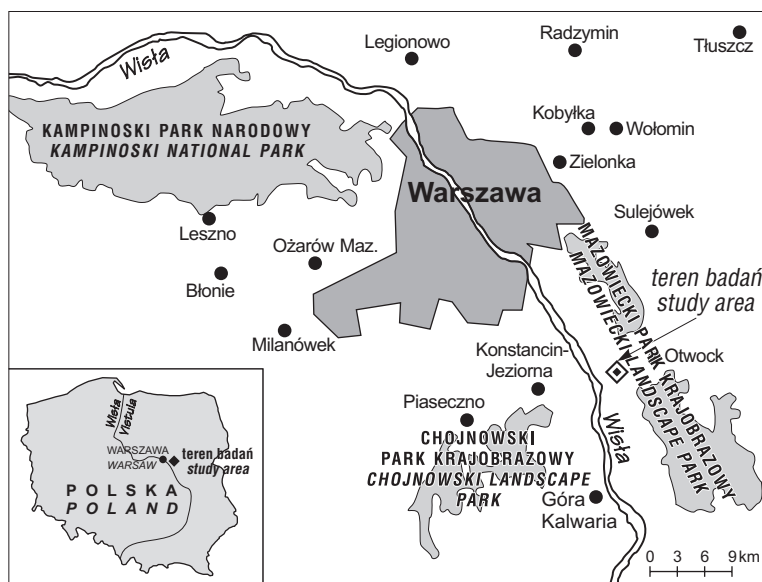 Wisła
Legionowo
Radzymin
Tłuszcz
KAMPINOSKI PARK NARODOWY
KAMPINOSKI NATIONAL PARK
Kobyłka
Wołomin
Zielonka
Warszawa
Leszno
Sulejówek
Ożarów Maz.
Błonie
MAZOWIECKI PARK KRAJOBRAZOWY
MAZOWIECKI LANDSCAPE PARK
teren badań
study area
Milanówek
Konstancin-
Jeziorna
Otwock
Piaseczno
Wisła
CHOJNOWSKI
PARK KRAJOBRAZOWY
CHOJNOWSKI LANDSCAPE
PARK
Góra
Kalwaria
0 3 6 9 km
Wisła
Vistula
WARSZAWA
WARSAW
teren badań
study area
POLSKA
POLAND